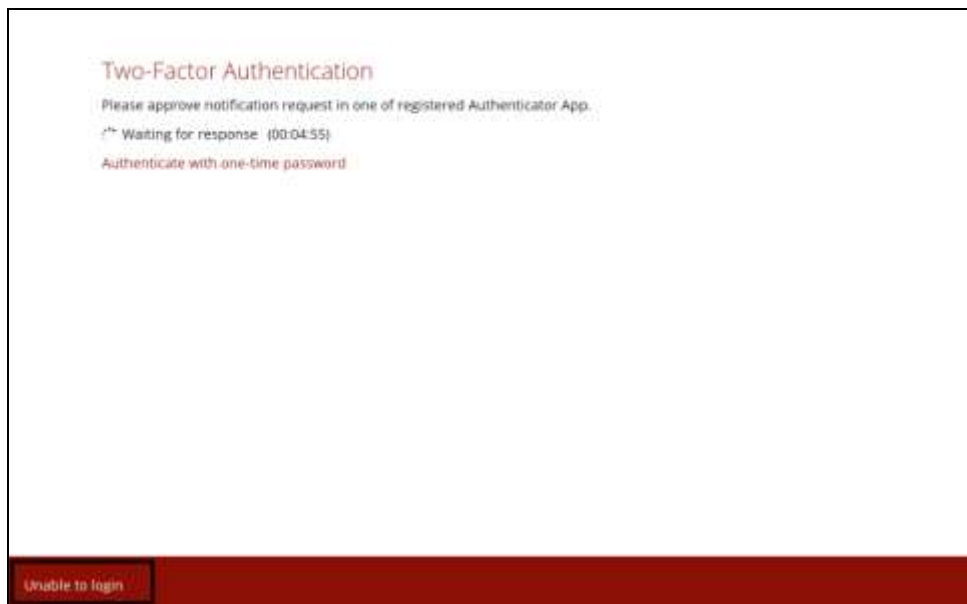 Two-Factor Authentication
Please approve notification request in one of registered Authenticator App.
Waiting for response (00:04:55)
Authenticate with one-time password
Unable to login